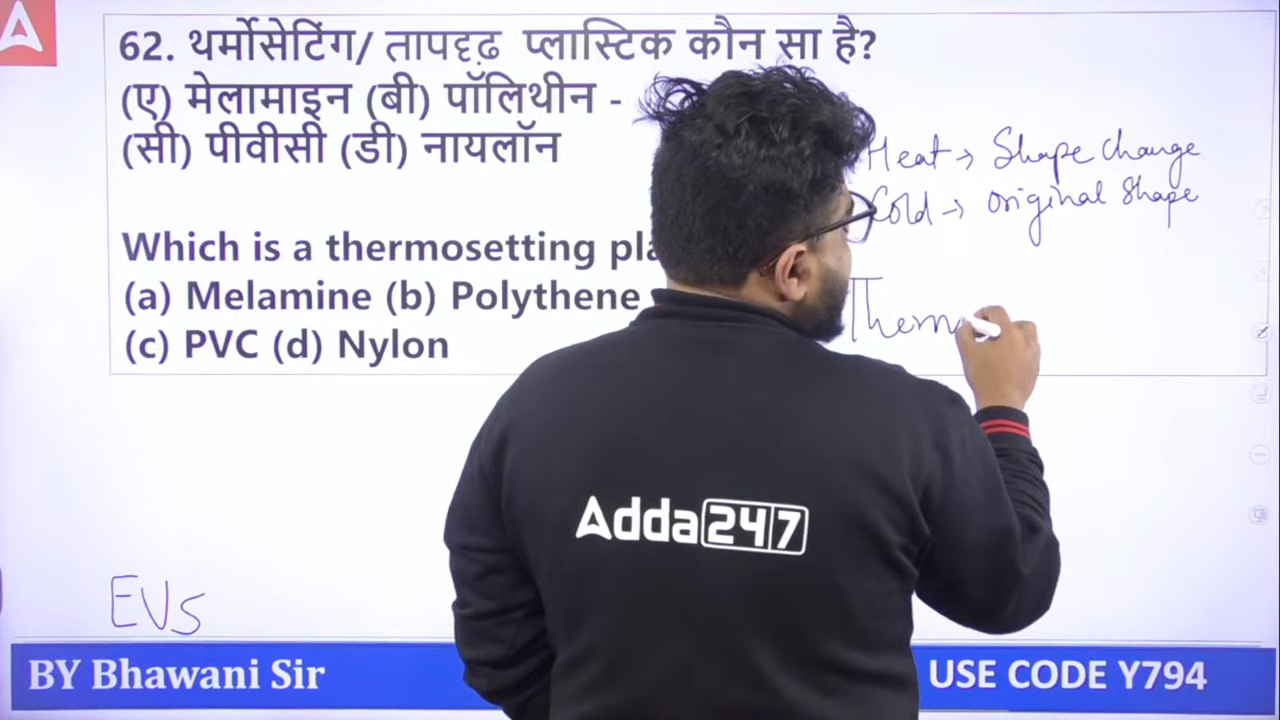 62. थर्मोसेटिंग/ तापदृढ़ प्लास्टिक कौन सा है?
(ए) मेलामाइन (बी) पॉलिथीन -
(सी) पीवीसी (डी) नायलॉन
Heat → Shape change
Cold → original shape
Which is a thermosetting pla
(a) Melamine (b) Polythene
(c) PVC (d) Nylon
Therm
Adda247
EVS
BY Bhawani Sir
USE CODE Y794